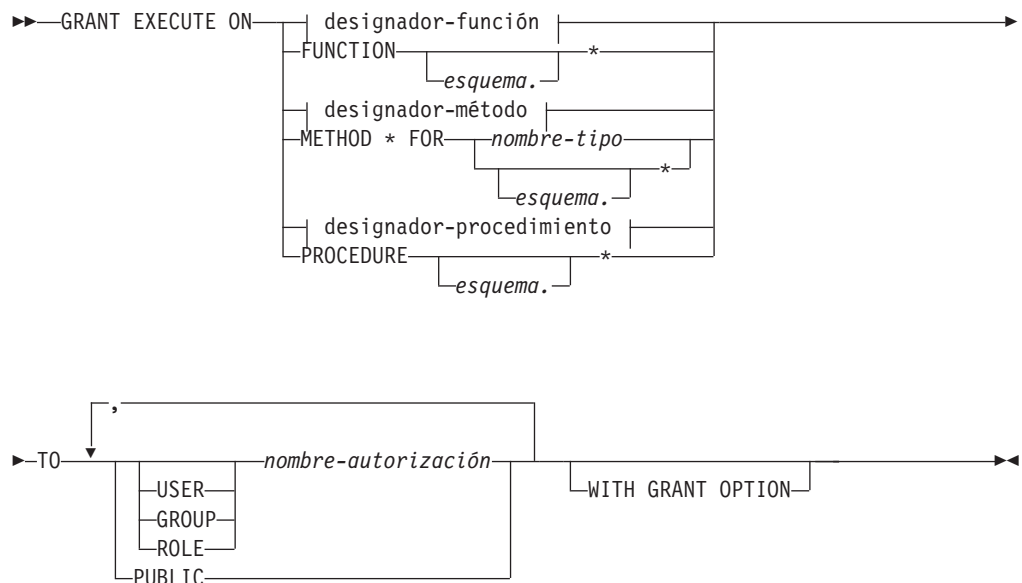 GRANT EXECUTE ON designador-función
FUNCTION *
esquema.
designador-método
METHOD * FOR nombre-tipo
*
esquema.
designador-procedimiento
PROCEDURE *
esquema.
,
TO nombre-autorización
USER WITH GRANT OPTION
GROUP
ROLE
PUBLIC